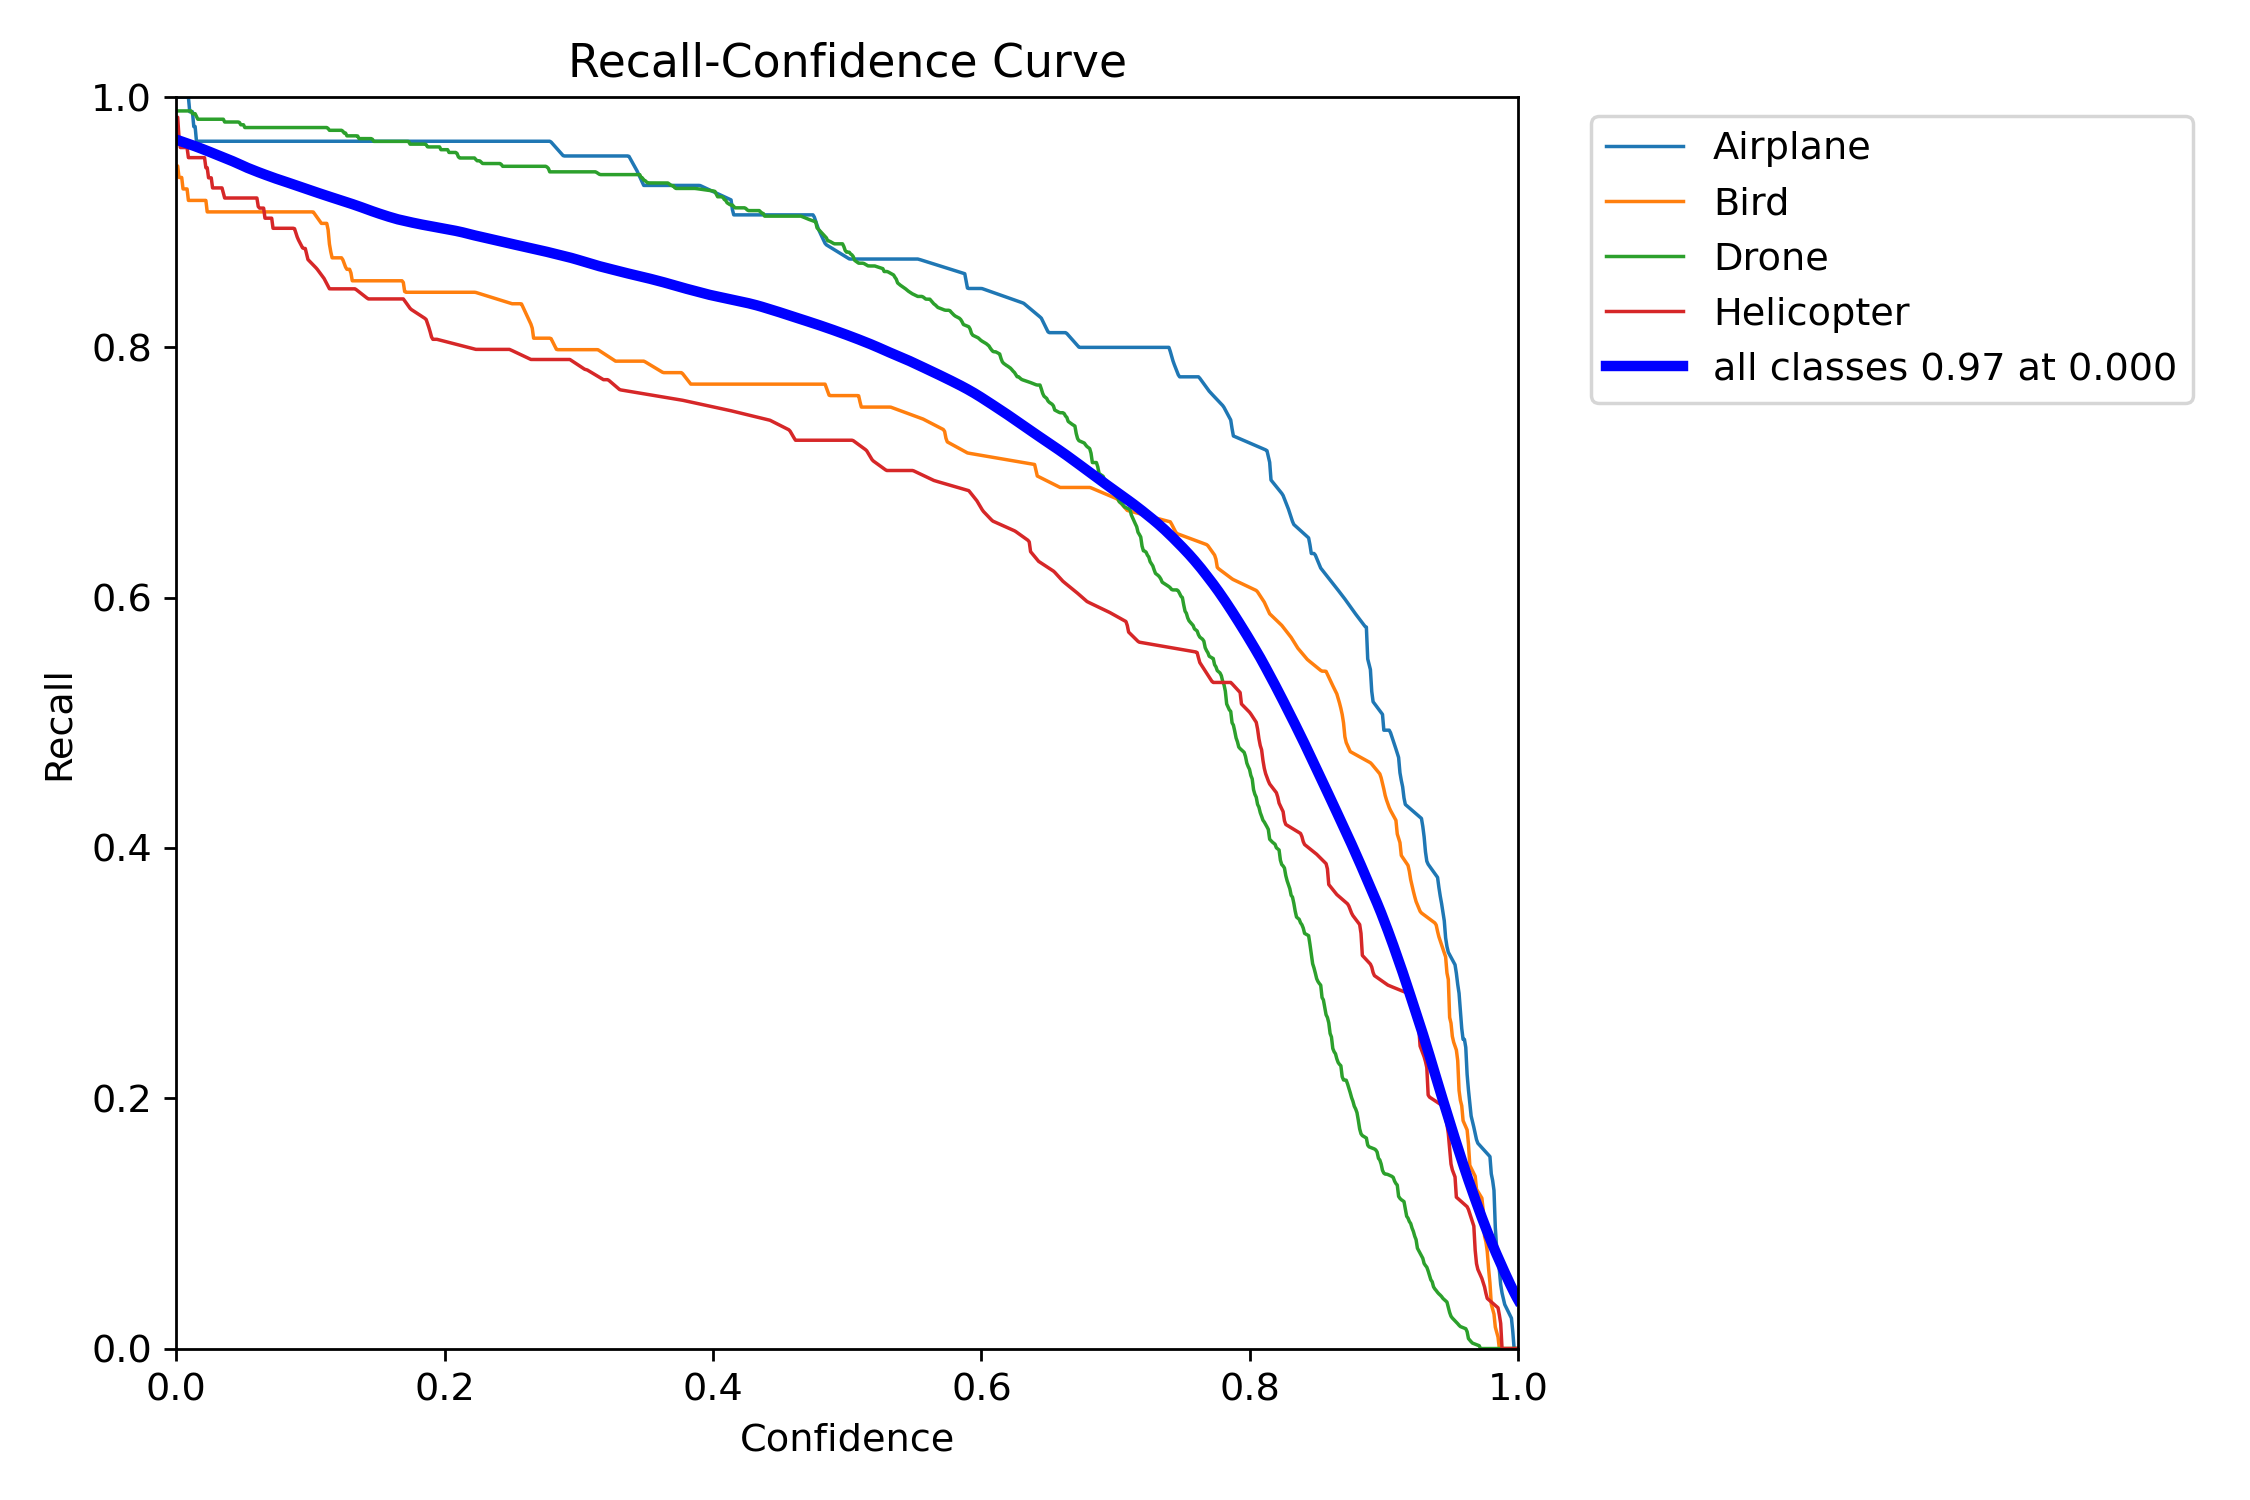 Recall-Confidence Curve
1.0
0.8
0.6
0.4
0.2
0.0
Recall
0.0 0.2 0.4 0.6 0.8 1.0
Confidence
Airplane
Bird
Drone
Helicopter
all classes 0.97 at 0.000